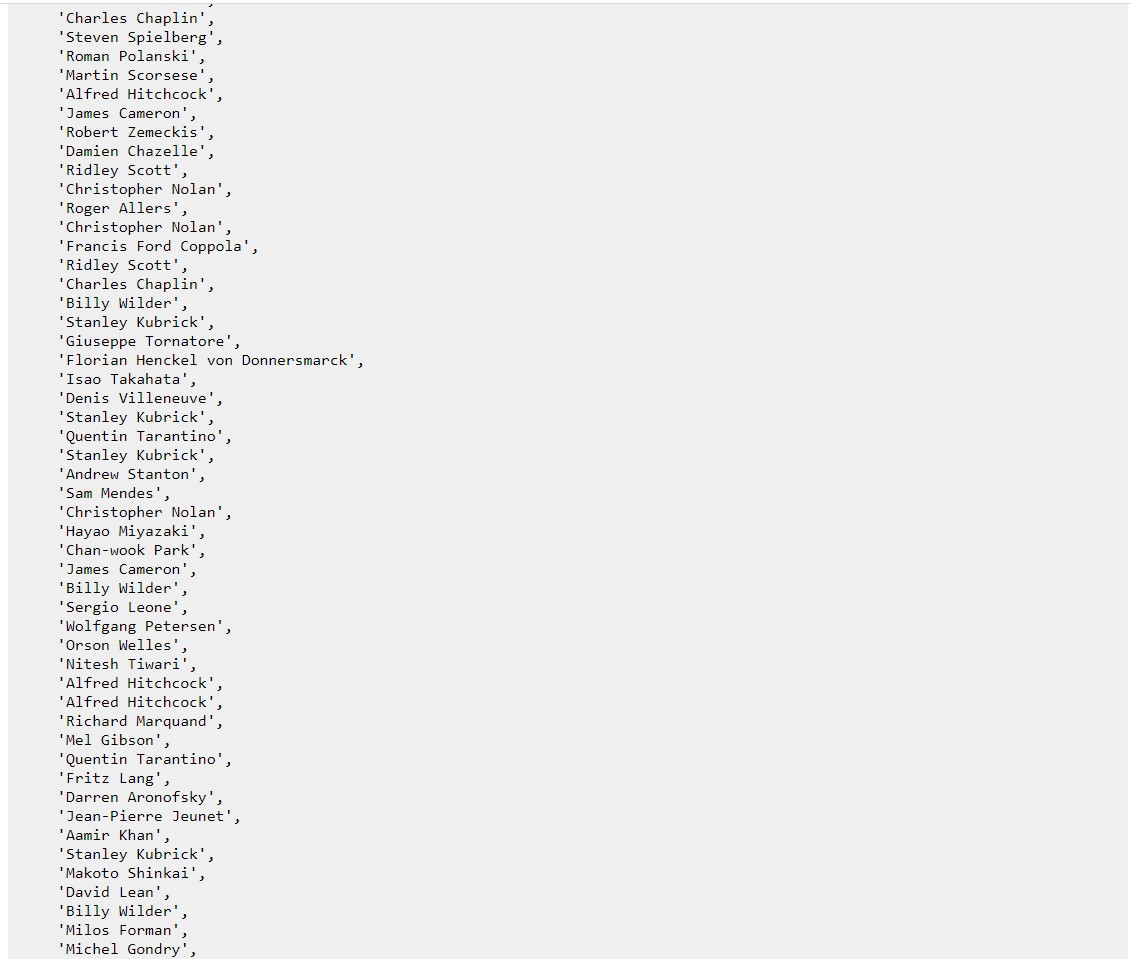 'Charles Chaplin',
'Steven Spielberg',
'Roman Polanski',
'Martin Scorsese',
'Alfred Hitchcock',
'James Cameron',
'Robert Zemeckis',
'Damien Chazelle',
'Ridley Scott',
'Christopher Nolan',
'Roger Allers',
'Christopher Nolan',
'Francis Ford Coppola',
'Ridley Scott',
'Charles Chaplin',
'Billy Wilder',
'Stanley Kubrick',
'Giuseppe Tornatore',
'Florian Henckel von Donnersmarck',
'Isao Takahata',
'Denis Villeneuve',
'Stanley Kubrick',
'Quentin Tarantino',
'Stanley Kubrick',
'Andrew Stanton',
'Sam Mendes',
'Christopher Nolan',
'Hayao Miyazaki',
'Chan-wook Park',
'James Cameron',
'Billy Wilder',
'Sergio Leone',
'Wolfgang Petersen',
'Orson Welles',
'Nitesh Tiwari',
'Alfred Hitchcock',
'Alfred Hitchcock',
'Richard Marquand',
'Mel Gibson',
'Quentin Tarantino',
'Fritz Lang',
'Darren Aronofsky',
'Jean-Pierre Jeunet',
'Aamir Khan',
'Stanley Kubrick',
'Makoto Shinkai',
'David Lean',
'Billy Wilder',
'Milos Forman',
'Michel Gondry',